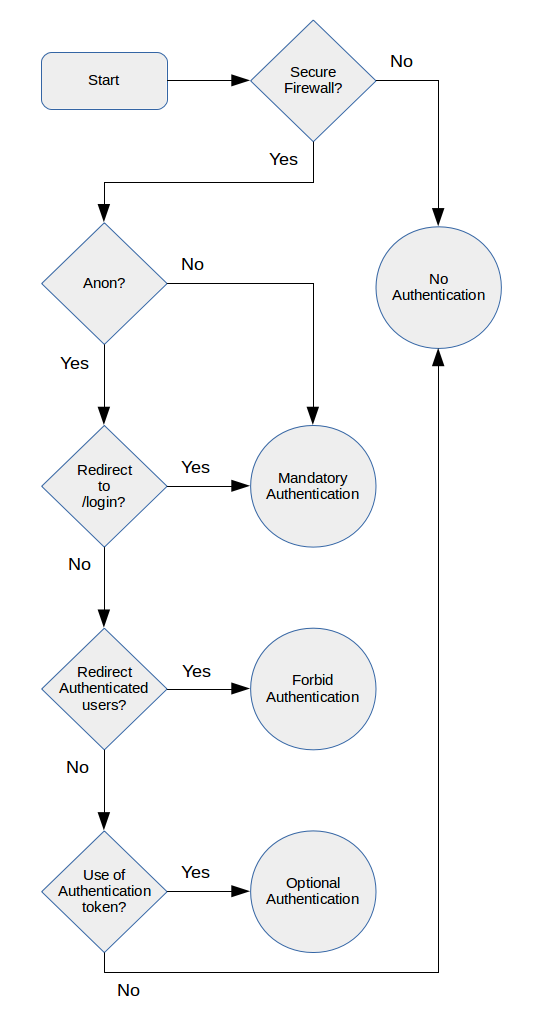 Start
Secure
Firewall?
No
Yes
Anon?
No
No
Authentication
Yes
Redirect
to
/login?
Yes
Mandatory
Authentication
No
Redirect
Authenticated
users?
Yes
Forbid
Authentication
No
Use of
Authentication
token?
Yes
Optional
Authentication
No